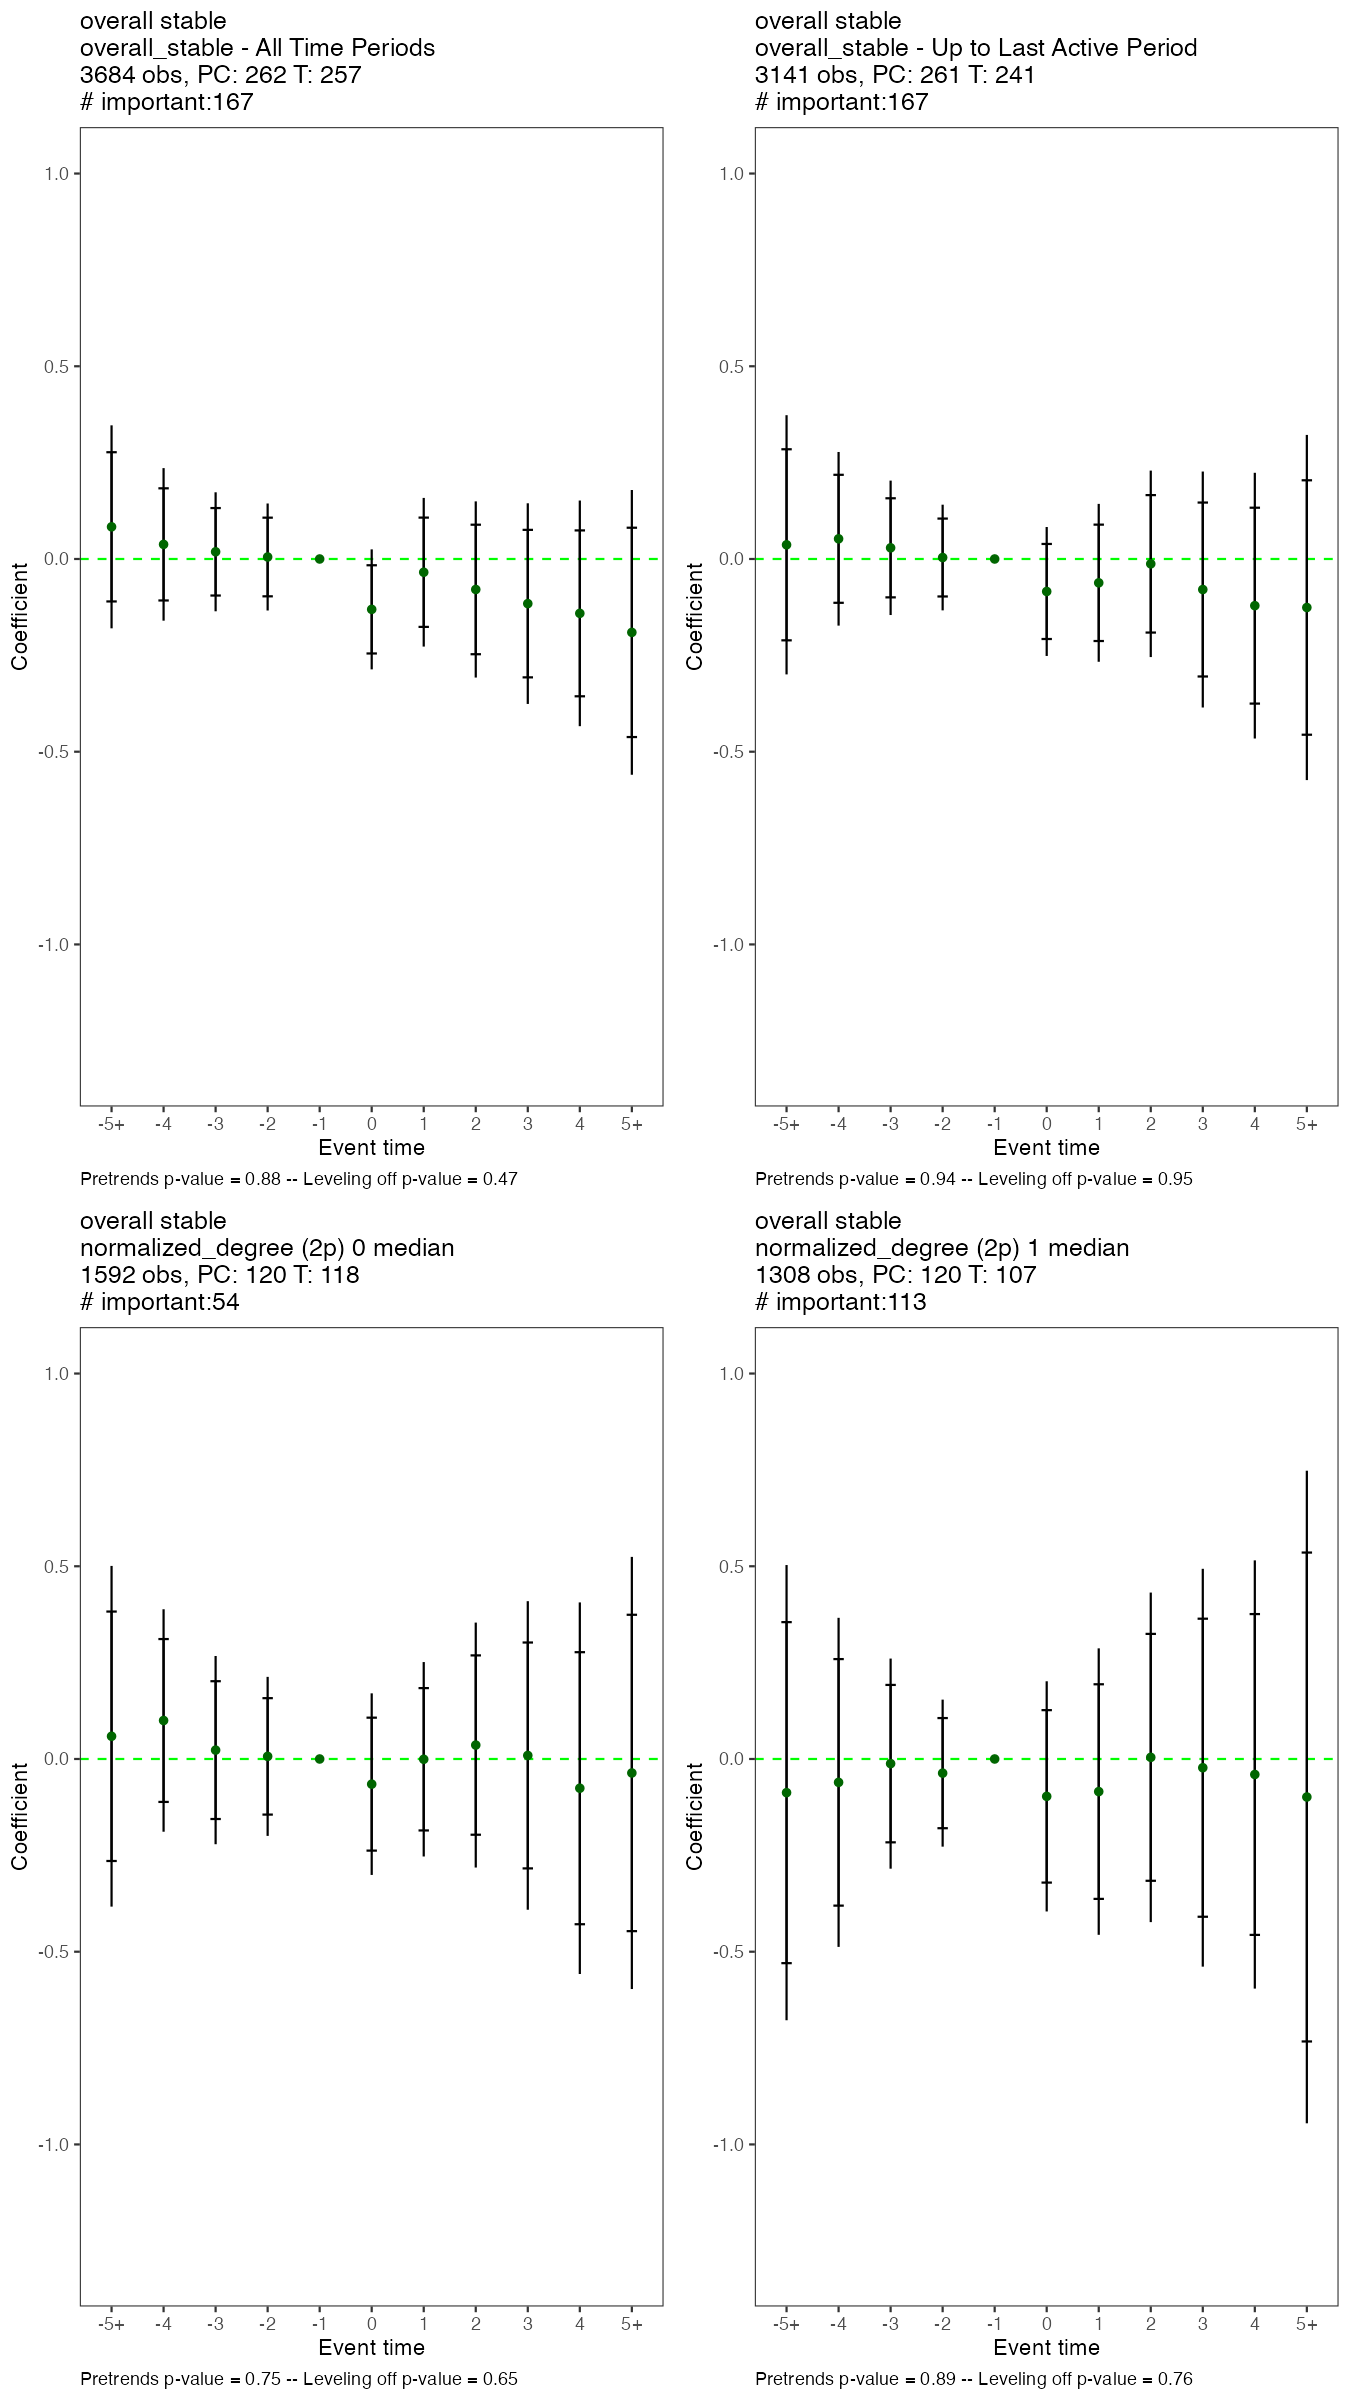 overall stable
overall_stable - All Time Periods
3684 obs, PC: 262 T: 257
# important:167
1.0
0.5
0.0
-0.5
-1.0
Coefficient
-5+ -4 -3 -2 -1 0 1 2 3 4 5+
Event time
Pretrends p-value = 0.88 -- Leveling off p-value = 0.47
overall stable
overall_stable - Up to Last Active Period
3141 obs, PC: 261 T: 241
# important:167
1.0
0.5
0.0
-0.5
-1.0
Coefficient
-5+ -4 -3 -2 -1 0 1 2 3 4 5+
Event time
Pretrends p-value = 0.94 -- Leveling off p-value = 0.95
overall stable
normalized_degree (2p) 0 median
1592 obs, PC: 120 T: 118
# important:54
1.0
0.5
0.0
-0.5
-1.0
Coefficient
-5+ -4 -3 -2 -1 0 1 2 3 4 5+
Event time
Pretrends p-value = 0.75 -- Leveling off p-value = 0.65
overall stable
normalized_degree (2p) 1 median
1308 obs, PC: 120 T: 107
# important:113
1.0
0.5
0.0
-0.5
-1.0
Coefficient
-5+ -4 -3 -2 -1 0 1 2 3 4 5+
Event time
Pretrends p-value = 0.89 -- Leveling off p-value = 0.76